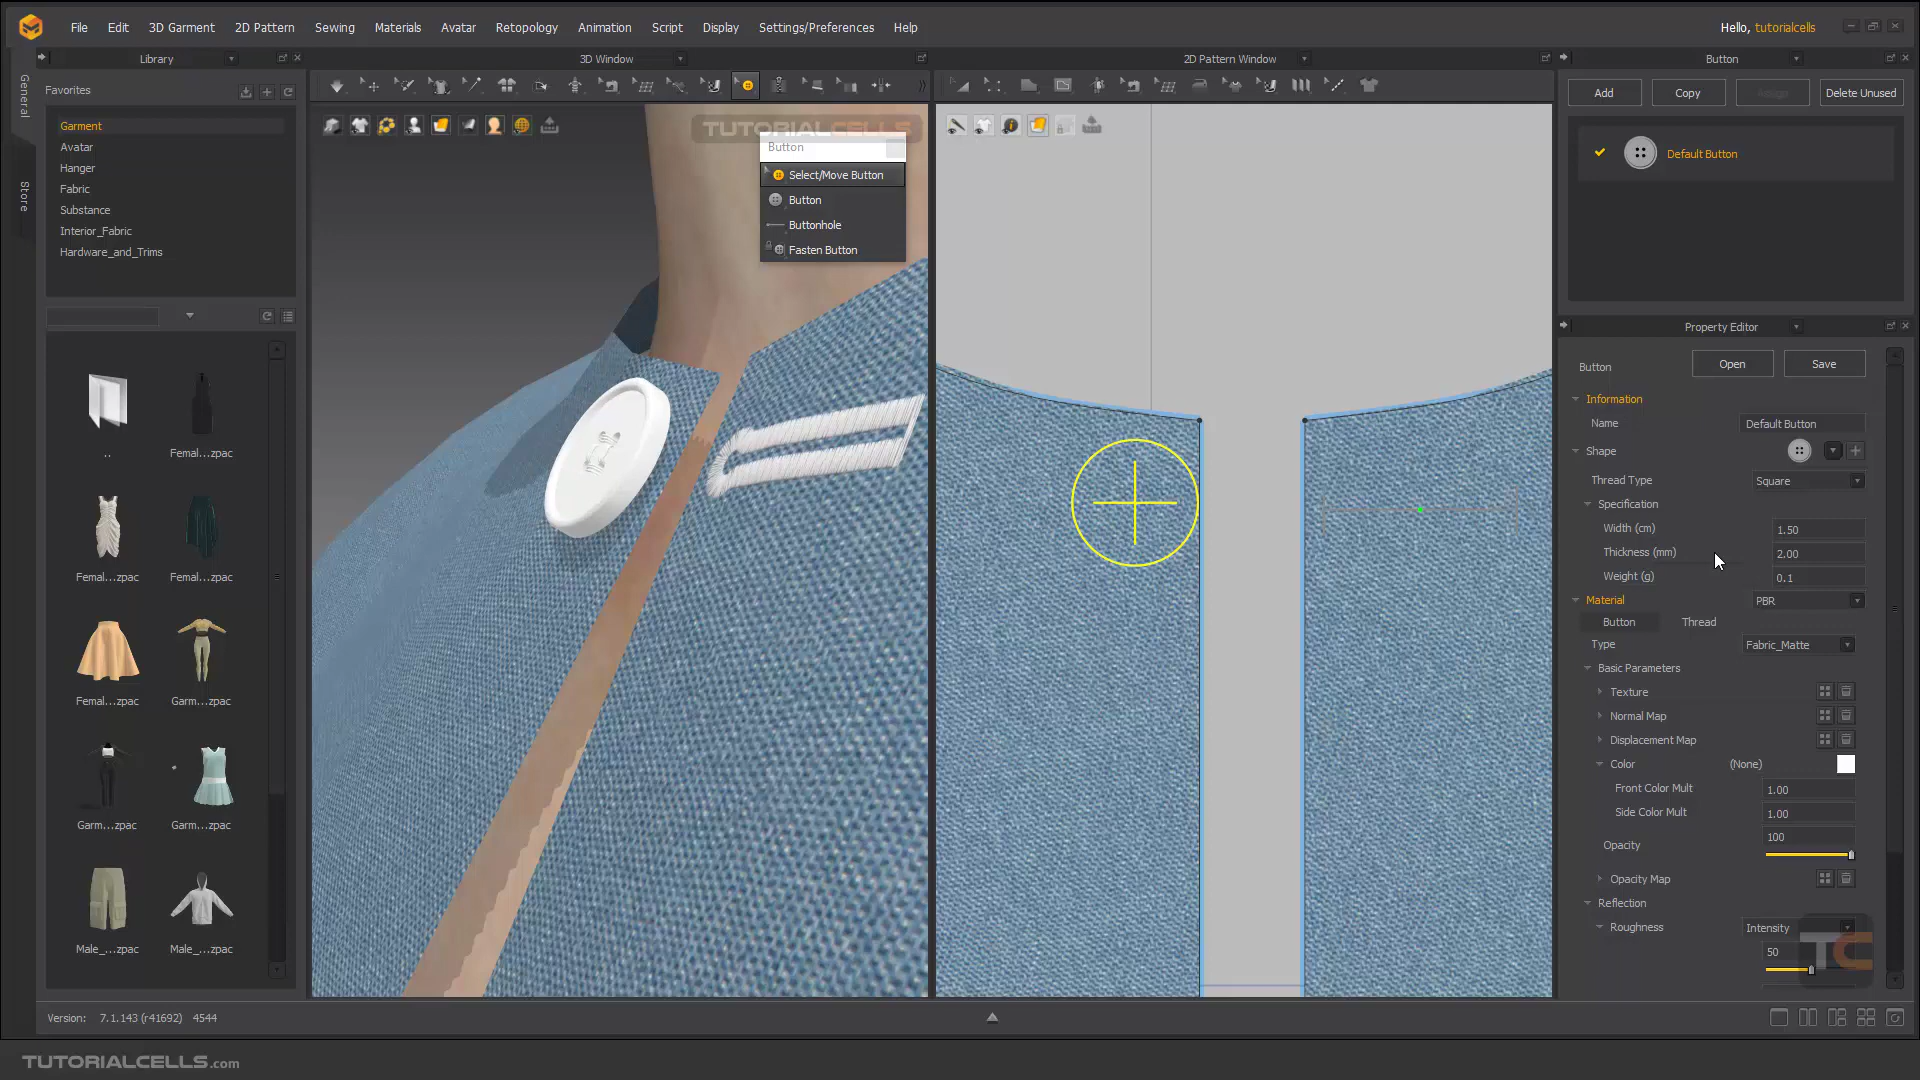 File Edit 3D Garment 2D Pattern Sewing Materials Avatar Retopology Animation Script Display Settings/Preferences Help
Hello, tutorialcells
General
Store
Library
Favorites
Garment
Avatar
Hanger
Fabric
Substance
Interior_Fabric
Hardware_and_Trims
..
Femal...zpac
Femal...zpac
Femal...zpac
Femal...zpac
Garm...zpac
Garm...zpac
Garm...zpac
Male_...zpac
Male_...zpac
3D Window
TUTORIALCELLS
Button
Select/Move Button
Button
Buttonhole
Fasten Button
2D Pattern Window
Button
Add Copy Assign Delete Unused
Default Button
Property Editor
Button Open Save
Information
Name Default Button
Shape
Thread Type Square
Specification
Width (cm) 1.50
Thickness (mm) 2.00
Weight (g) 0.1
Material PBR
Button Thread
Type Fabric_Matte
Basic Parameters
Texture
Normal Map
Displacement Map
Color (None)
Front Color Mult 1.00
Side Color Mult 1.00
100
Opacity
Opacity Map
Reflection
Roughness Intensity
50
TC
Version: 7.1.143 (r41692) 4544
TUTORIALCELLS.com